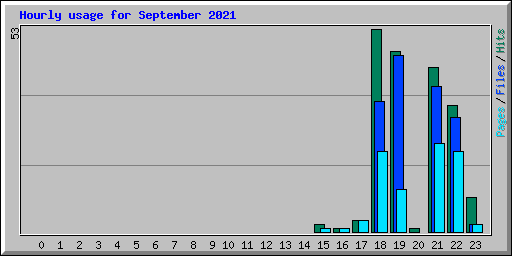 Hourly usage for September 2021
53
Pages/Files/Hits
0 1 2 3 4 5 6 7 8 9 10 11 12 13 14 15 16 17 18 19 20 21 22 23